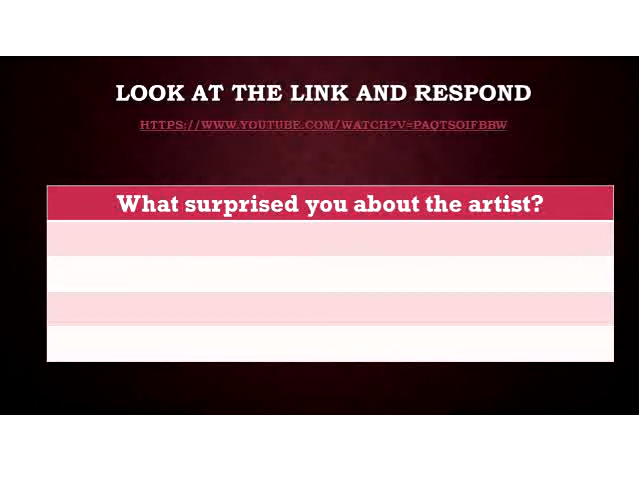 LOOK AT THE LINK AND RESPOND
HTTPS://WWW.YOUTUBE.COM/WATCH?V=PAQTSOIFBBW
What surprised you about the artist?